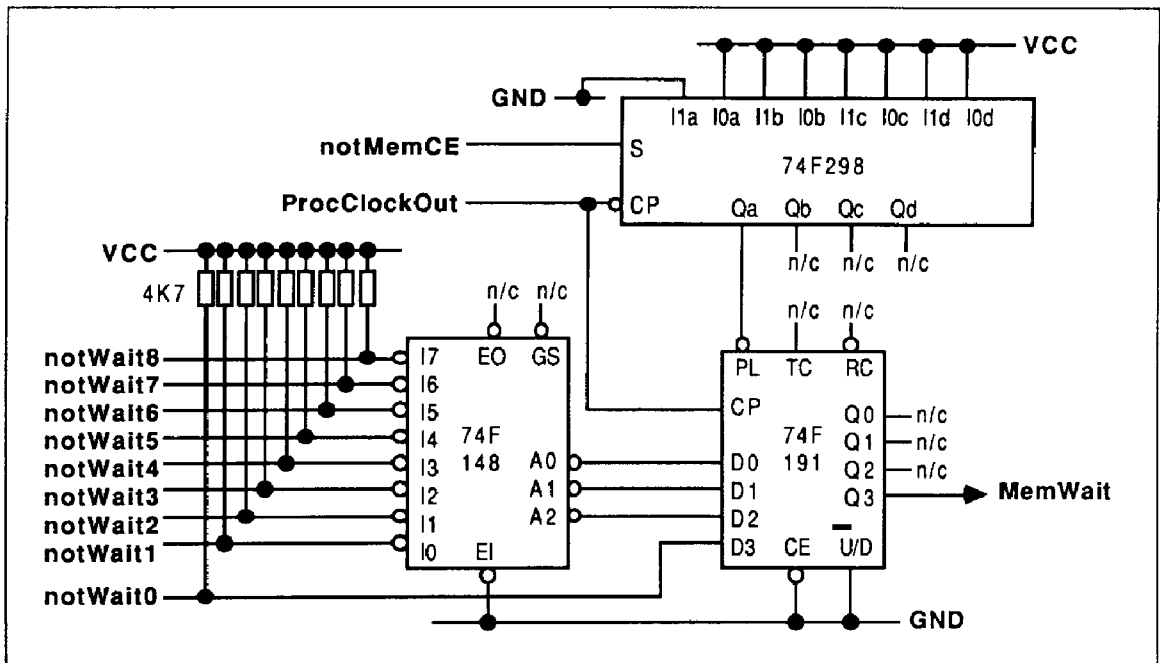 VCC
GND
I1a I0a I1b I0b I1c I0c I1d I0d
notMemCE
S
74F298
ProcClockOut
CP
Qa Qb Qc Qd
n/c n/c n/c
VCC
4K7
n/c n/c
n/c n/c
notWait8
notWait7
notWait6
notWait5
notWait4
notWait3
notWait2
notWait1
notWait0
I7
I6
I5
I4
I3
I2
I1
I0
EO GS
74F
148
A0
A1
A2
EI
PL TC RC
CP
74F
191
D0
D1
D2
D3
Q0 n/c
Q1 n/c
Q2 n/c
Q3
MemWait
CE U̅/D
GND